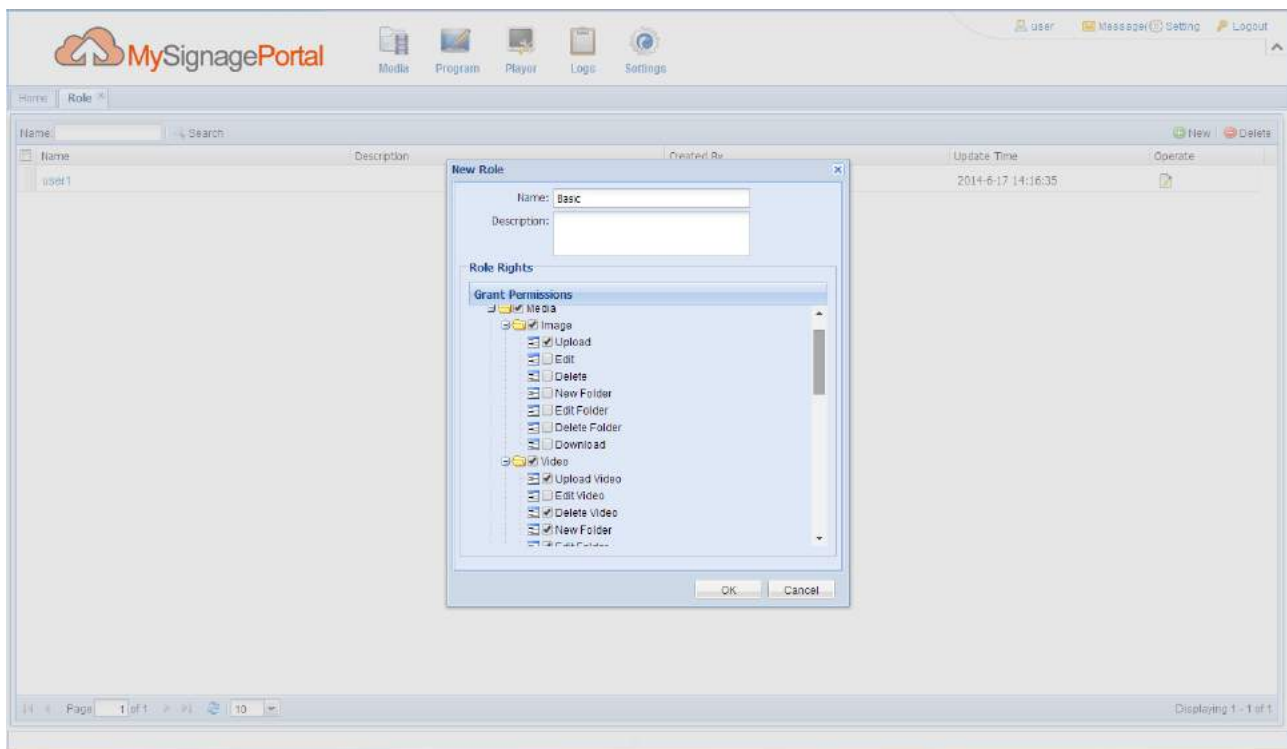 user Message() Setting Logout
MySignagePortal
Media Program Player Logs Settings
Home Role
Name: Search New Delete
Name Description Created By Update Time Operate
user1 2014-6-17 14:16:35
New Role
Name: Basic
Description:
Role Rights
Grant Permissions
Media
Image
Upload
Edit
Delete
New Folder
Edit Folder
Delete Folder
Download
Video
Upload Video
Edit Video
Delete Video
New Folder
Edit Folder
OK Cancel
Page 1 of 1 10 Displaying 1 - 1 of 1